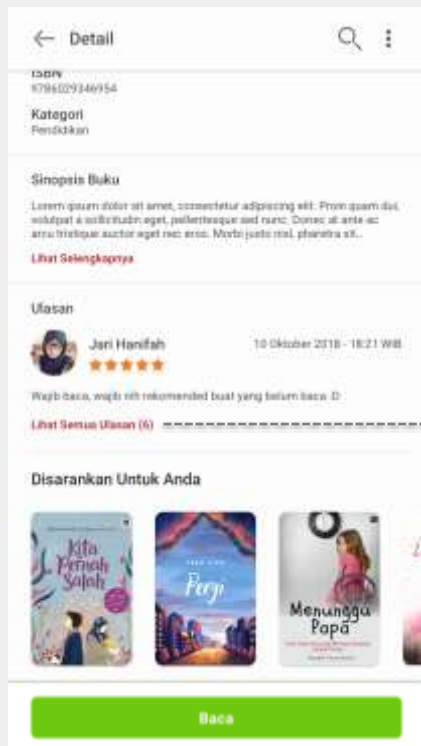 Detail
ISBN
9786029346954
Kategori
Pendidikan
Sinopsis Buku
Lorem ipsum dolor sit amet, consectetur adipiscing elit. Proin quam dui,
volutpat a sollicitudin eget, pellentesque sed nunc. Donec at ante ac
arcu tristique auctor eget nec eros. Morbi justo nisl, pharetra sit...
Lihat Selengkapnya
Ulasan
Jari Hanifah
10 Oktober 2018 - 18:21 WIB
Wajib baca, wajib nih rekomended buat yang belum baca :D
Lihat Semua Ulasan (6)
Disarankan Untuk Anda
Kita
Pernah
Salah
Pergi
Menunggu
Papa
Baca